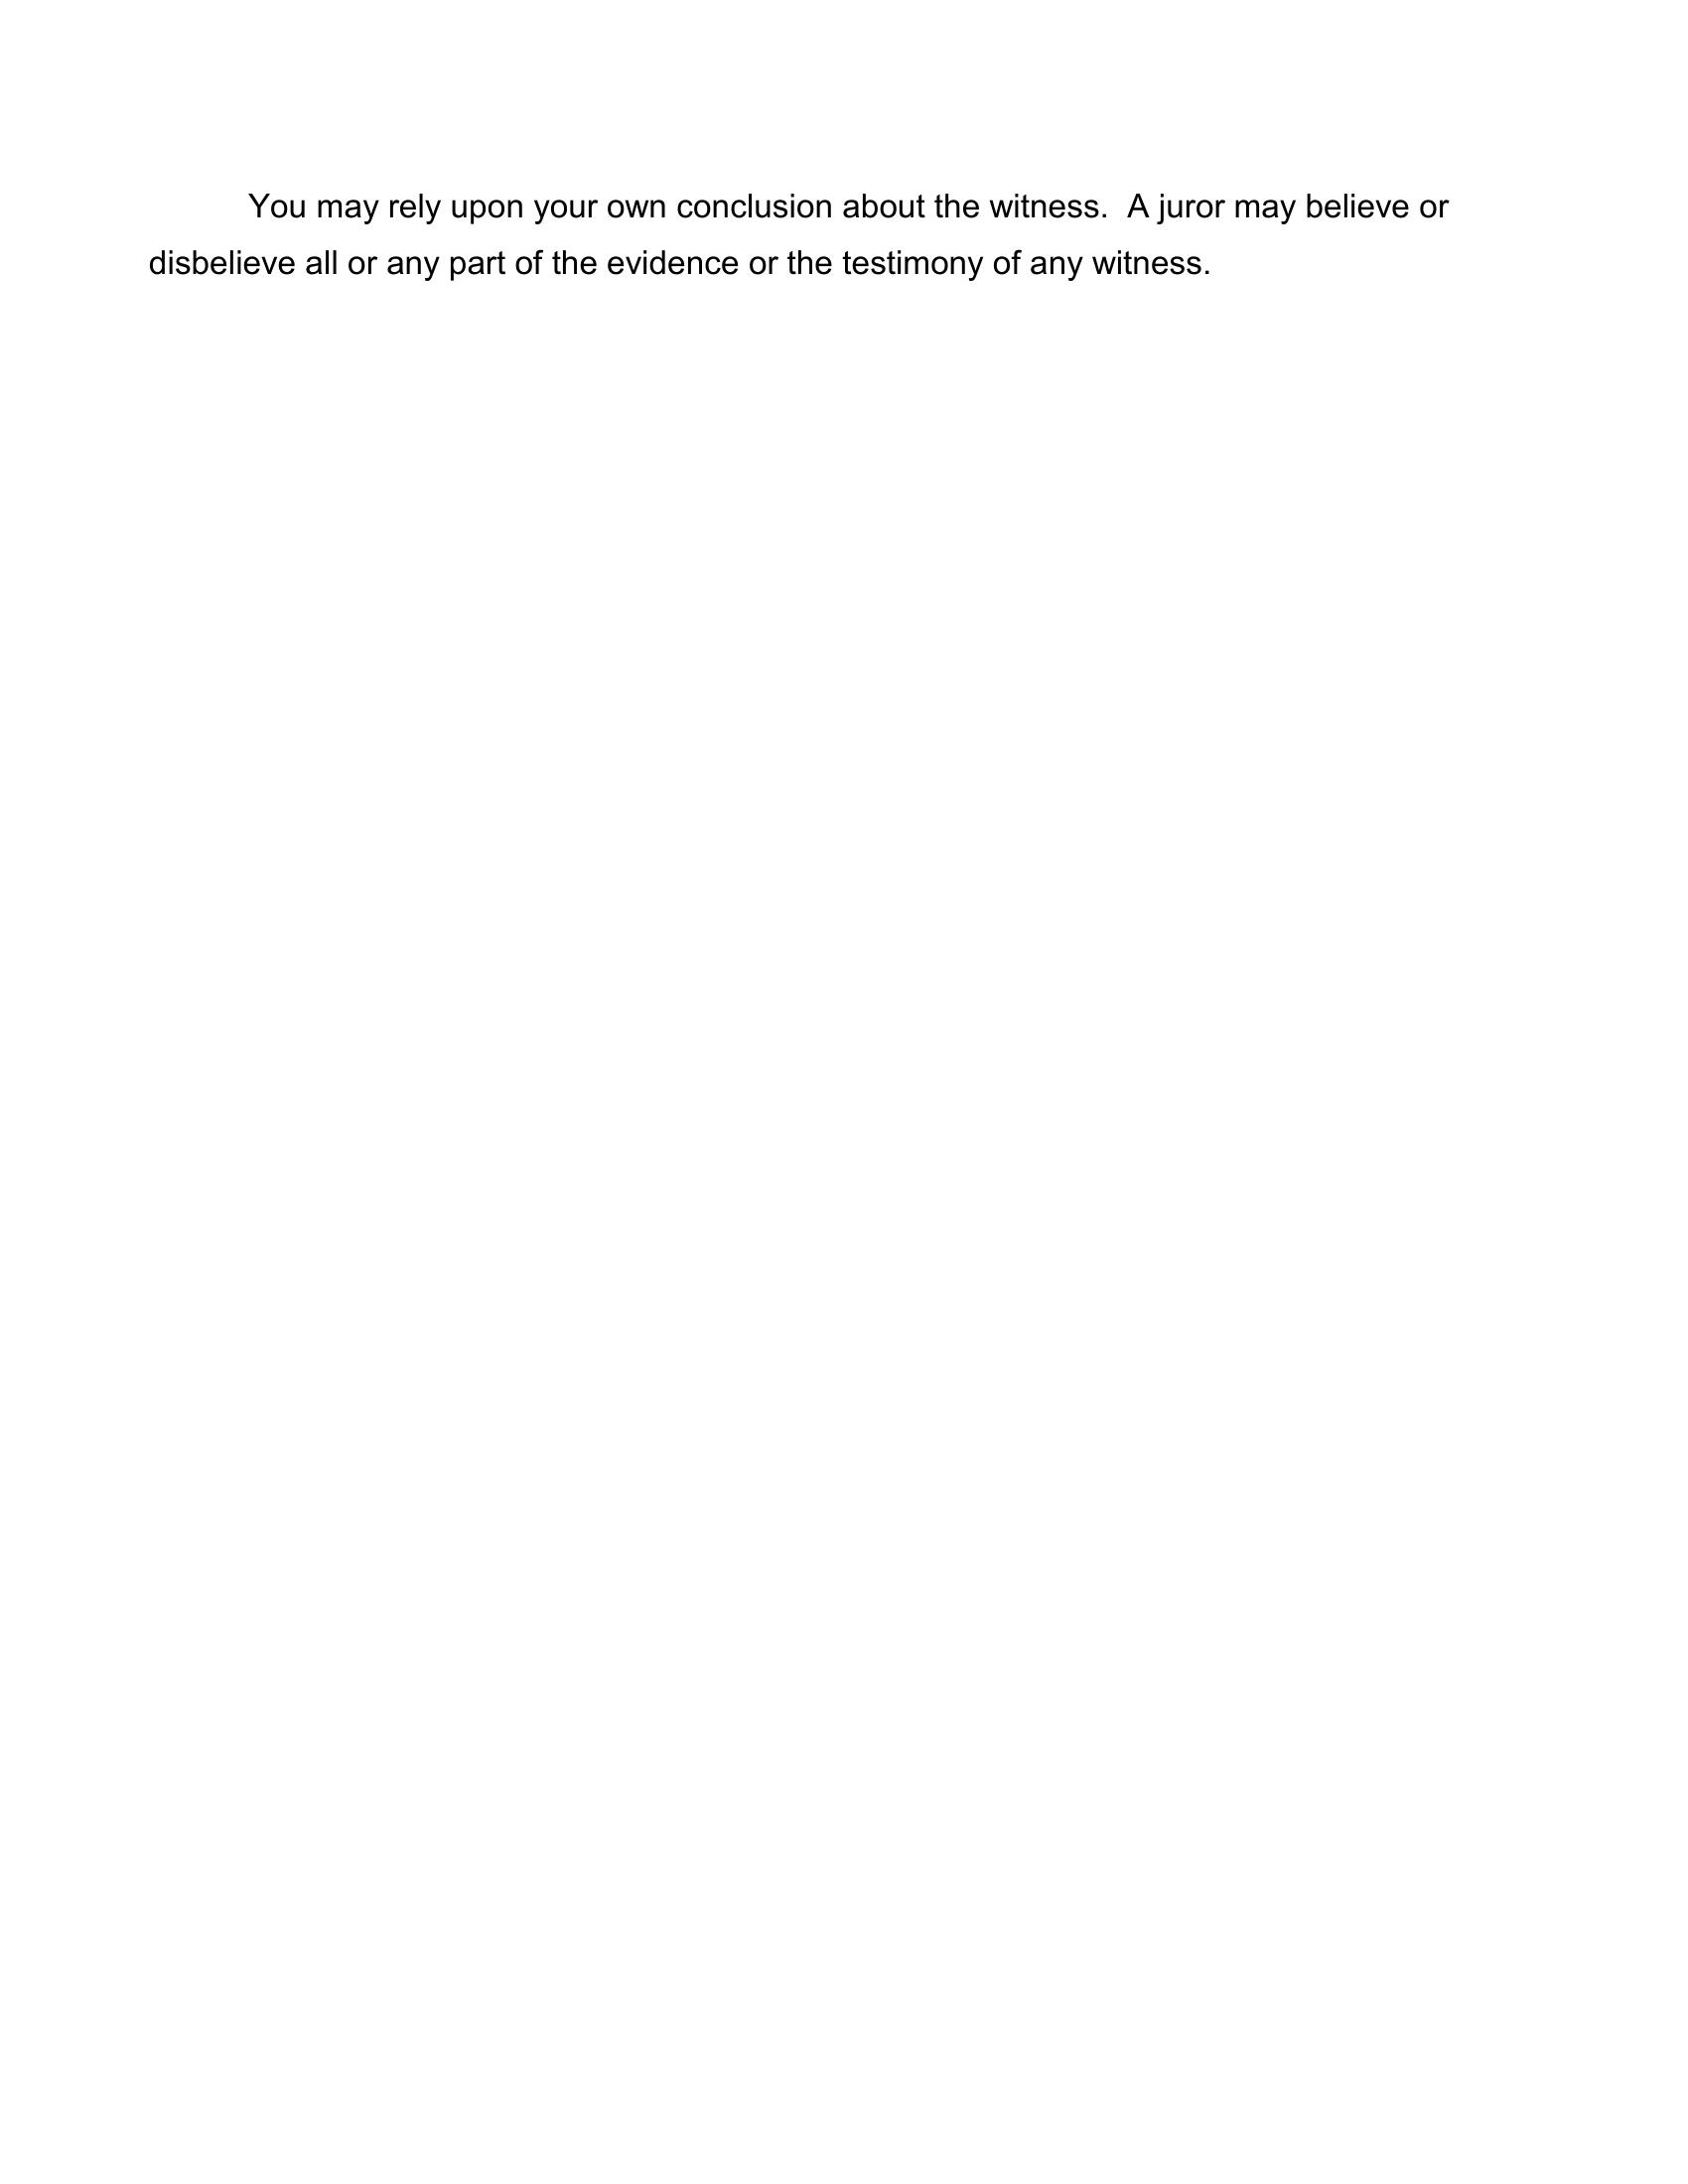 You may rely upon your own conclusion about the witness.  A juror may believe or
disbelieve all or any part of the evidence or the testimony of any witness.